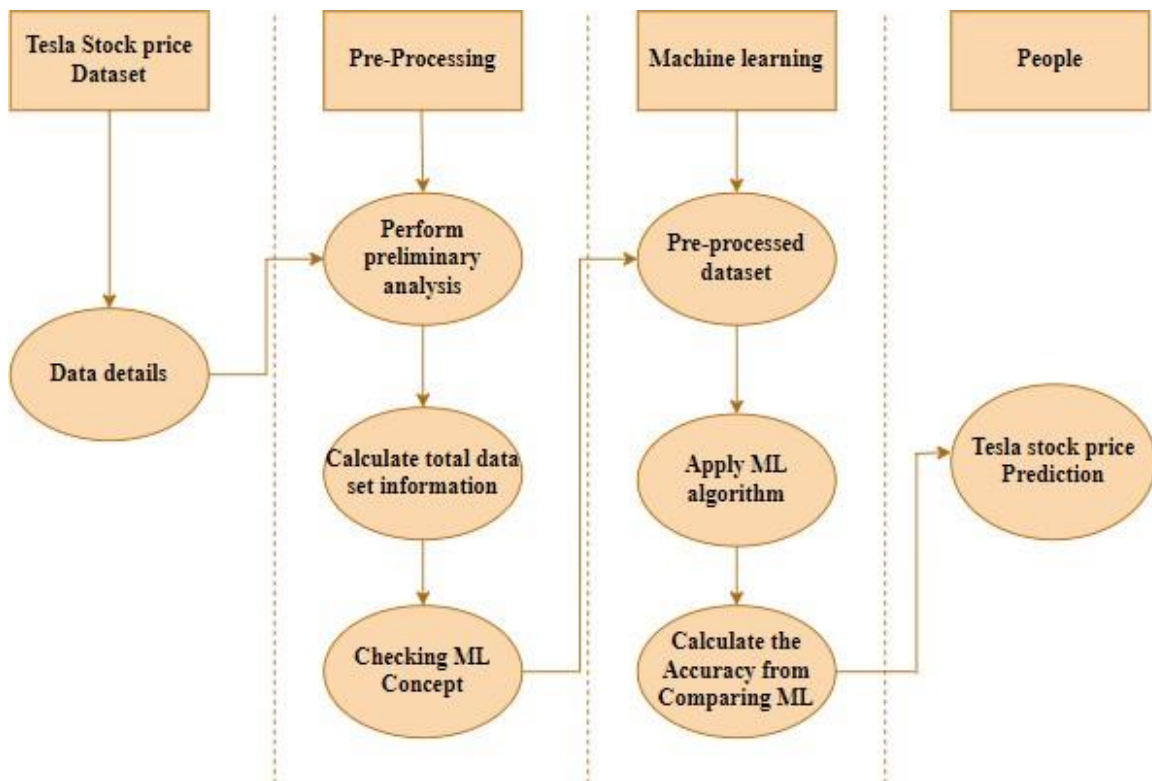 Tesla Stock price
Dataset
Pre-Processing
Machine learning
People
Data details
Perform
preliminary
analysis
Calculate total data
set information
Checking ML
Concept
Pre-processed
dataset
Apply ML
algorithm
Calculate the
Accuracy from
Comparing ML
Tesla stock price
Prediction